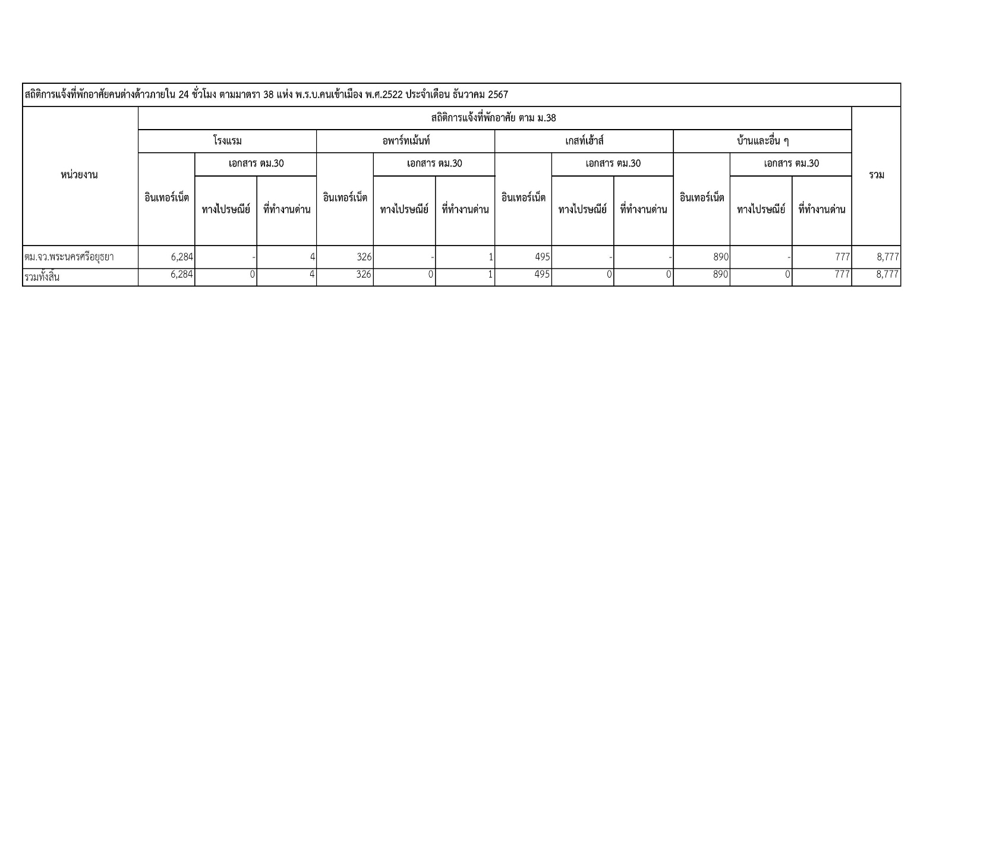 สถิติการแจ้งที่พักอาศัยคนต่างด้าวภายใน 24 ชั่วโมง ตามมาตรา 38 แห่ง พ.ร.บ.คนเข้าเมือง พ.ศ.2522 ประจำเดือน ธันวาคม 2567
หน่วยงาน สถิติการแจ้งที่พักอาศัย ตาม ม.38 รวม
โรงแรม อพาร์ทเม้นท์ เกสท์เฮ้าส์ บ้านและอื่น ๆ
อินเทอร์เน็ต เอกสาร ตม.30 อินเทอร์เน็ต เอกสาร ตม.30 อินเทอร์เน็ต เอกสาร ตม.30 อินเทอร์เน็ต เอกสาร ตม.30
ทางไปรษณีย์ ที่ทำงานด่าน ทางไปรษณีย์ ที่ทำงานด่าน ทางไปรษณีย์ ที่ทำงานด่าน ทางไปรษณีย์ ที่ทำงานด่าน
ตม.จว.พระนครศรีอยุธยา 6,284 - 4 326 - 1 495 - - 890 - 777 8,777
รวมทั้งสิ้น 6,284 0 4 326 0 1 495 0 0 890 0 777 8,777